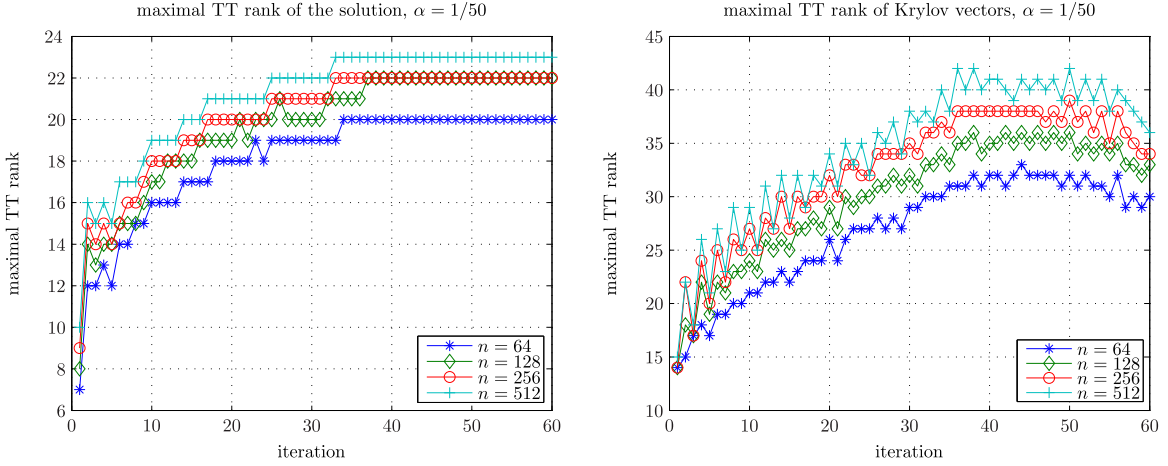 maximal TT rank of the solution, α = 1/50
24
22
20
18
16
14
12
10
8
6
maximal TT rank
0 10 20 30 40 50 60
iteration
n = 64
n = 128
n = 256
n = 512
maximal TT rank of Krylov vectors, α = 1/50
45
40
35
30
25
20
15
10
maximal TT rank
0 10 20 30 40 50 60
iteration
n = 64
n = 128
n = 256
n = 512